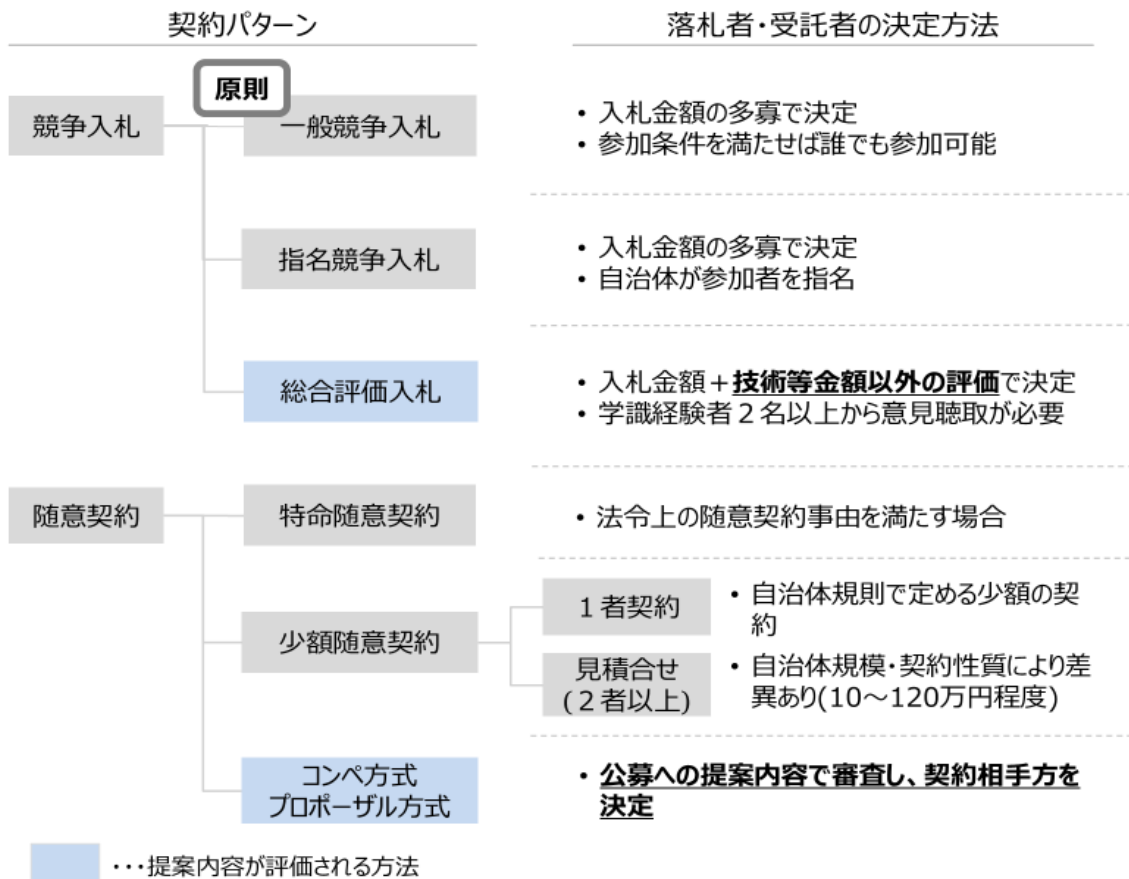 契約パターン
落札者・受託者の決定方法
原則
競争入札
一般競争入札
• 入札金額の多寡で決定
• 参加条件を満たせば誰でも参加可能
指名競争入札
• 入札金額の多寡で決定
• 自治体が参加者を指名
総合評価入札
• 入札金額＋技術等金額以外の評価で決定
• 学識経験者２名以上から意見聴取が必要
随意契約
特命随意契約
• 法令上の随意契約事由を満たす場合
少額随意契約
１者契約
• 自治体規則で定める少額の契
約
見積合せ
(２者以上)
• 自治体規模・契約性質により差
異あり(10～120万円程度)
コンペ方式
プロポーザル方式
• 公募への提案内容で審査し、契約相手方を
決定
・・・提案内容が評価される方法